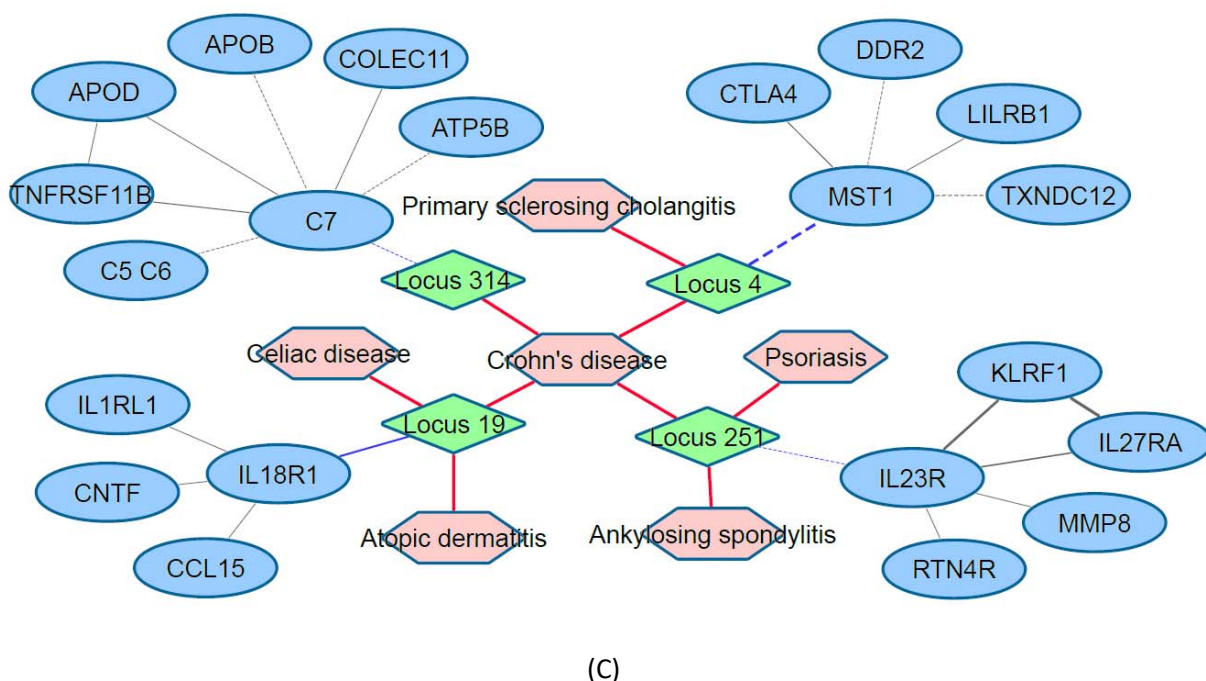 APOB
DDR2
COLEC11
APOD
CTLA4
LILRB1
ATP5B
TNFRSF11B
MST1
TXNDC12
C7
Primary sclerosing cholangitis
C5 C6
Locus 314
Locus 4
Celiac disease
Crohn's disease
Psoriasis
KLRF1
IL1RL1
Locus 19
Locus 251
IL27RA
IL18R1
IL23R
CNTF
MMP8
Atopic dermatitis
Ankylosing spondylitis
CCL15
RTN4R
(C)